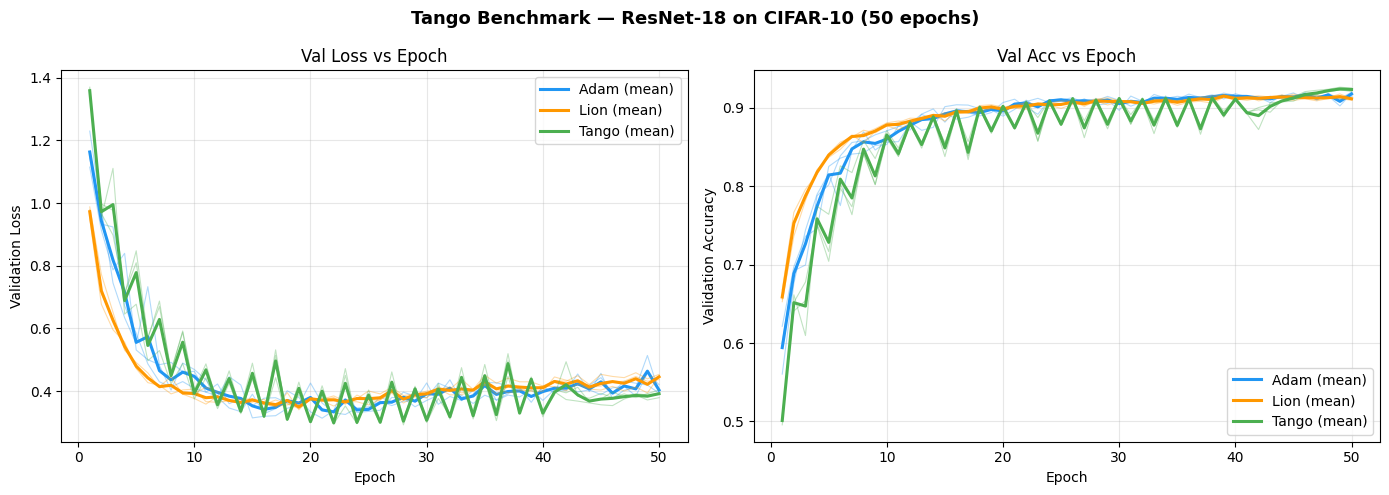 Tango Benchmark — ResNet-18 on CIFAR-10 (50 epochs)
Val Loss vs Epoch
1.4
1.2
1.0
0.8
0.6
0.4
Validation Loss
0
10
20
30
40
50
Epoch
Adam (mean)
Lion (mean)
Tango (mean)
Val Acc vs Epoch
0.9
0.8
0.7
0.6
0.5
Validation Accuracy
0
10
20
30
40
50
Epoch
Adam (mean)
Lion (mean)
Tango (mean)